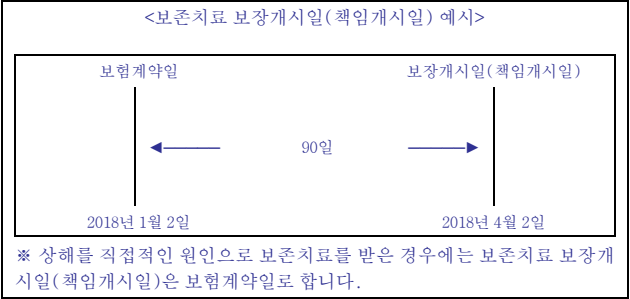 <보존치료 보장개시일(책임개시일) 예시>
보험계약일 보장개시일(책임개시일)
90일
2018년 1월 2일 2018년 4월 2일
※ 상해를 직접적인 원인으로 보존치료를 받은 경우에는 보존치료 보장개
시일(책임개시일)은 보험계약일로 합니다.